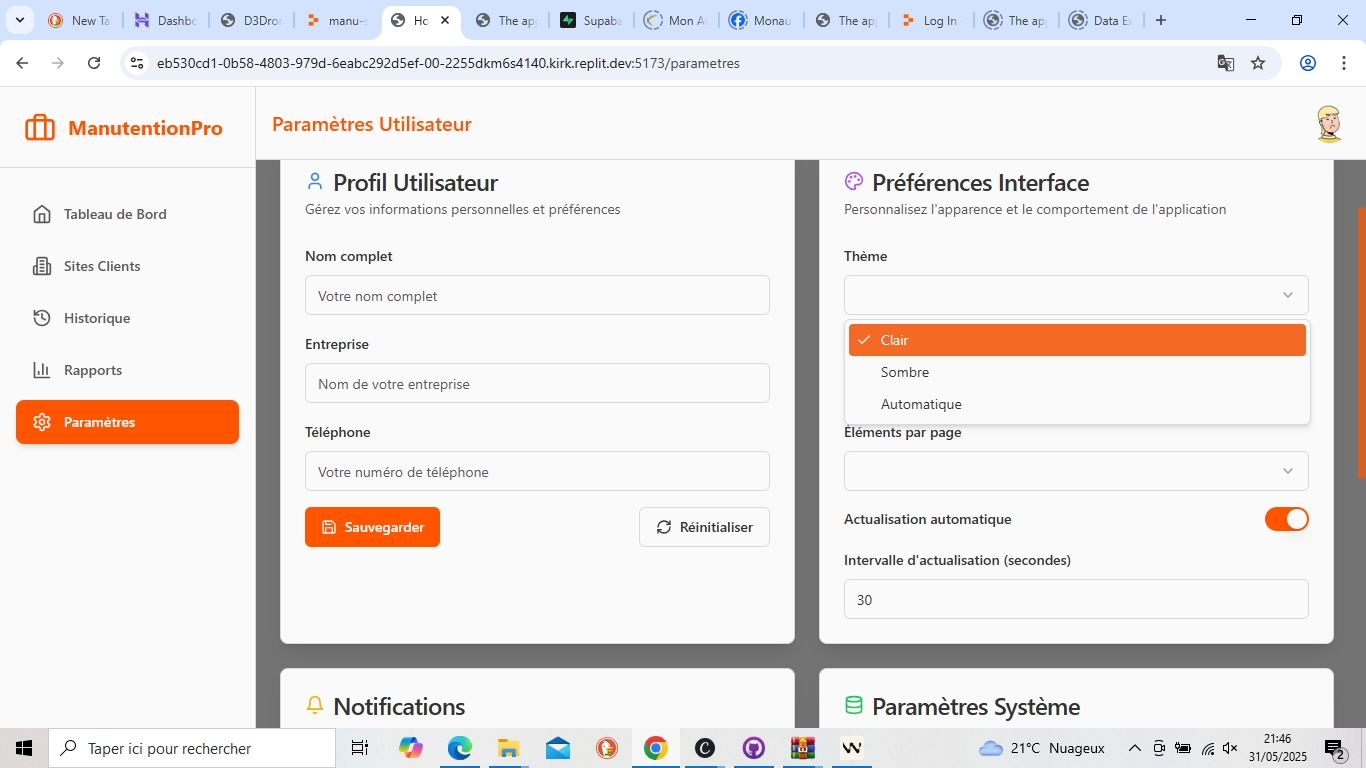 New Ta
Dashbo
D3Dror
manu-s
Ho
The ap
Supaba
Mon A
Monau
The ap
Log In
The ap
Data E
eb530cd1-0b58-4803-979d-6eabc292d5ef-00-2255dkm6s4140.kirk.replit.dev:5173/parametres
ManutentionPro
Paramètres Utilisateur
Tableau de Bord
Sites Clients
Historique
Rapports
Paramètres
Profil Utilisateur
Gérez vos informations personnelles et préférences
Nom complet
Votre nom complet
Entreprise
Nom de votre entreprise
Téléphone
Votre numéro de téléphone
Sauvegarder
Réinitialiser
Préférences Interface
Personnalisez l'apparence et le comportement de l'application
Thème
Clair
Sombre
Automatique
Éléments par page
Actualisation automatique
Intervalle d'actualisation (secondes)
30
Notifications
Paramètres Système
Taper ici pour rechercher
21°C Nuageux
21:46
31/05/2025
2